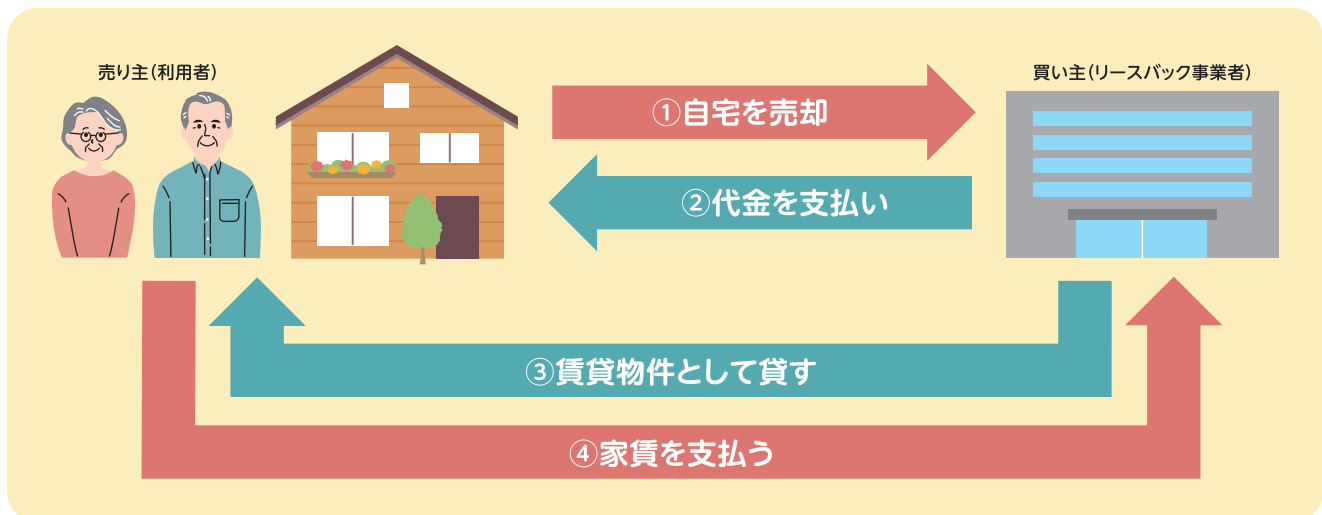 売り主(利用者)
買い主(リースバック事業者)
①自宅を売却
②代金を支払い
③賃貸物件として貸す
④家賃を支払う